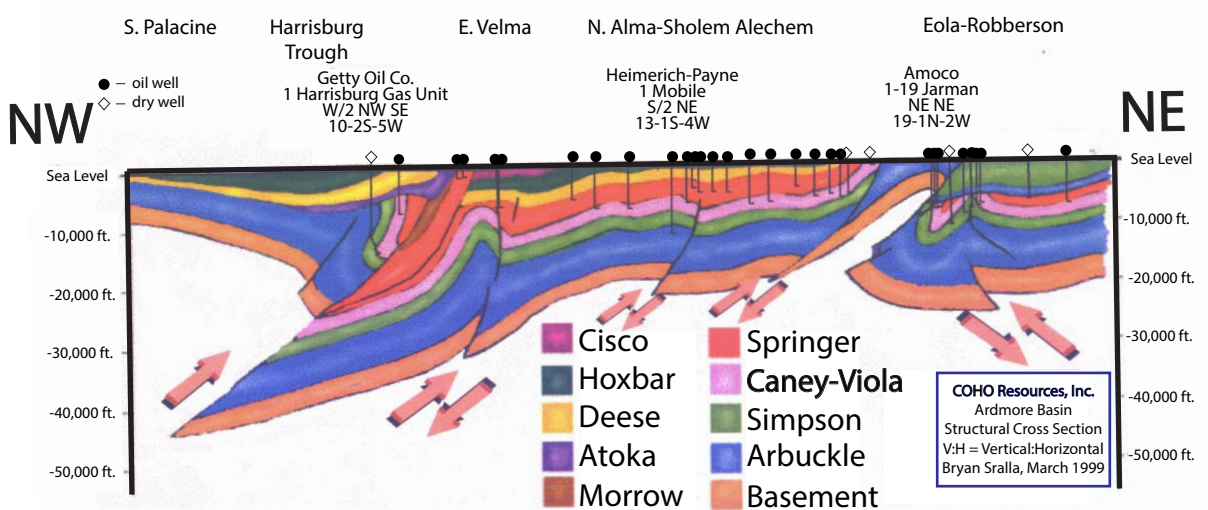 S. Palacine
Harrisburg
Trough
E. Velma
N. Alma-Sholem Alechem
Eola-Robberson
● – oil well
◇ – dry well
Getty Oil Co.
1 Harrisburg Gas Unit
W/2 NW SE
10-2S-5W
Heimerich-Payne
1 Mobile
S/2 NE
13-1S-4W
Amoco
1-19 Jarman
NE NE
19-1N-2W
NW
NE
Sea Level
-10,000 ft.
-20,000 ft.
-30,000 ft.
-40,000 ft.
-50,000 ft.
Sea Level
-10,000 ft.
-20,000 ft.
-30,000 ft.
-40,000 ft.
-50,000 ft.
Cisco
Hoxbar
Deese
Atoka
Morrow
Springer
Caney-Viola
Simpson
Arbuckle
Basement
COHO Resources, Inc.
Ardmore Basin
Structural Cross Section
V:H = Vertical:Horizontal
Bryan Sralla, March 1999